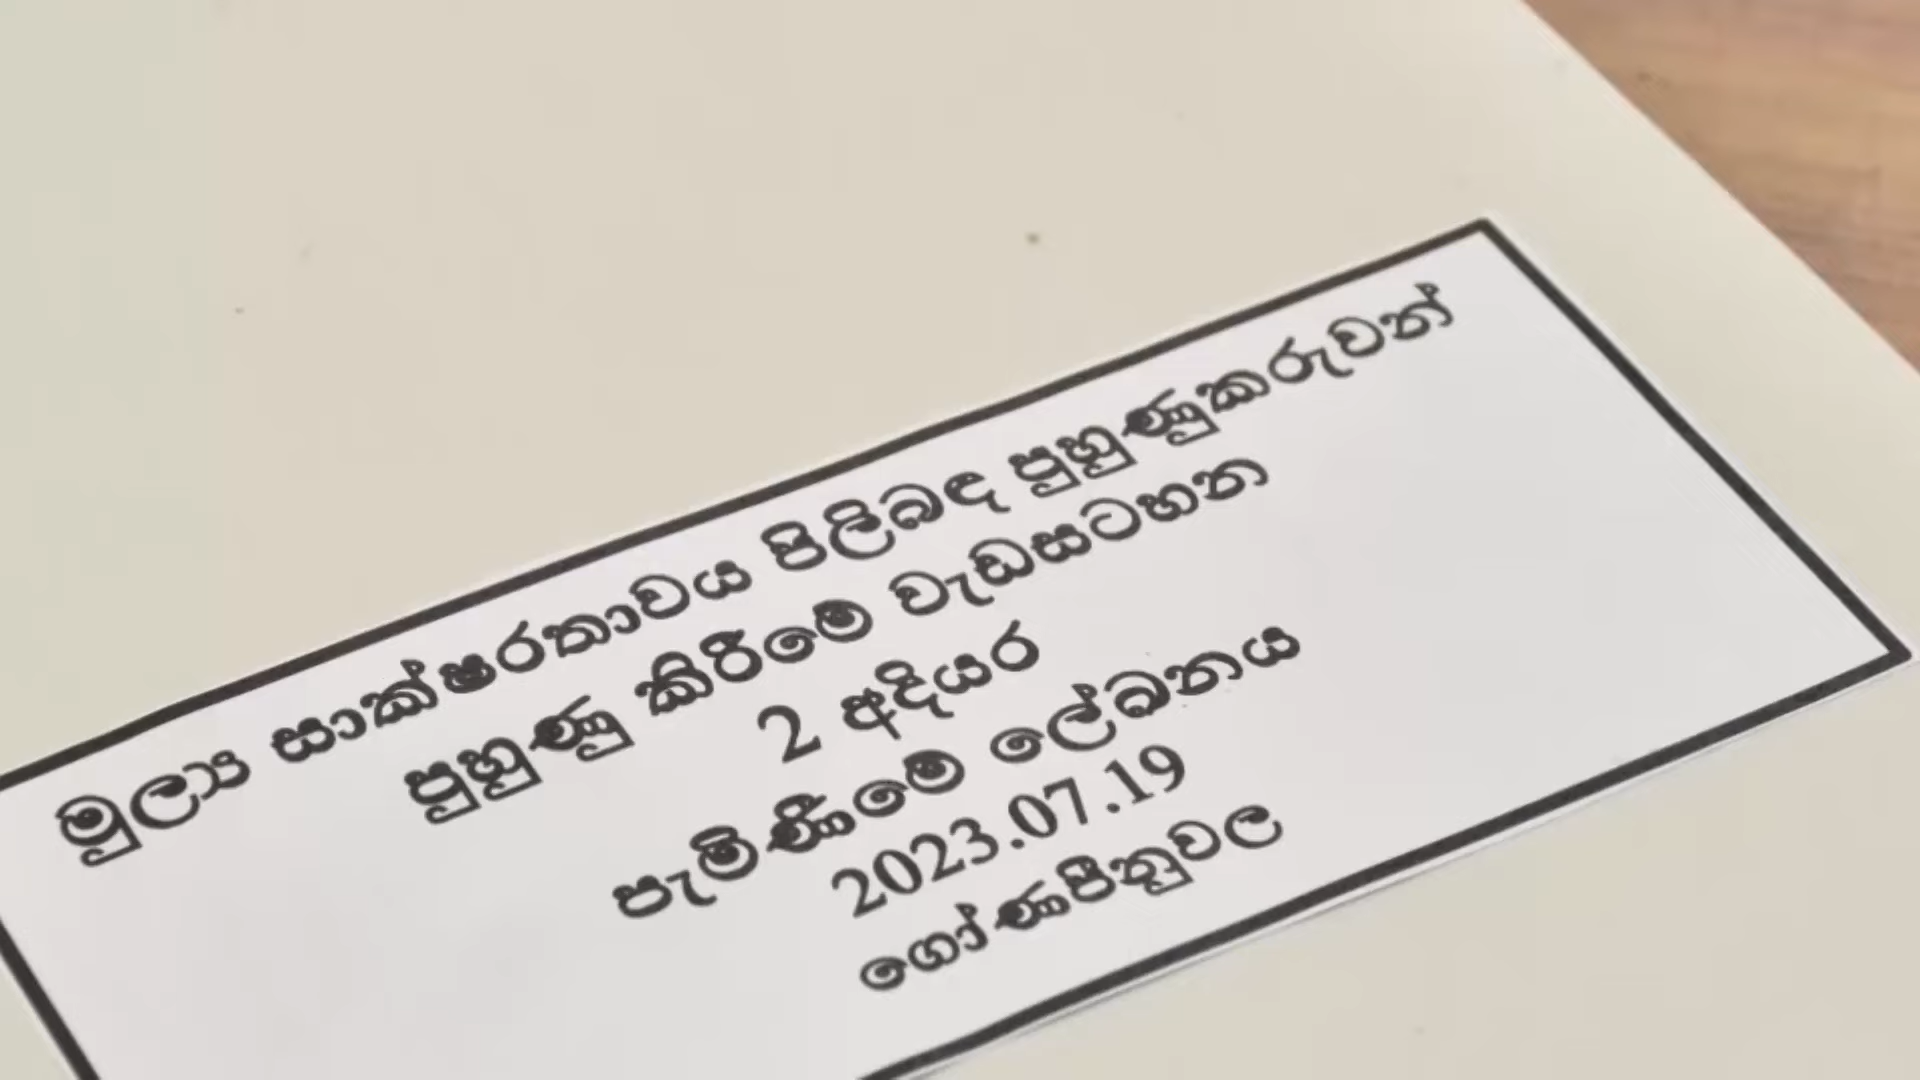 මුල්‍ය සාක්ෂරතාවය පිලිබඳ පුහුණුකරුවන්
පුහුණු කිරීමේ වැඩසටහන
2 අදියර
පැමිණීමේ ලේඛනය
2023.07.19
ගෝණපීනුවල